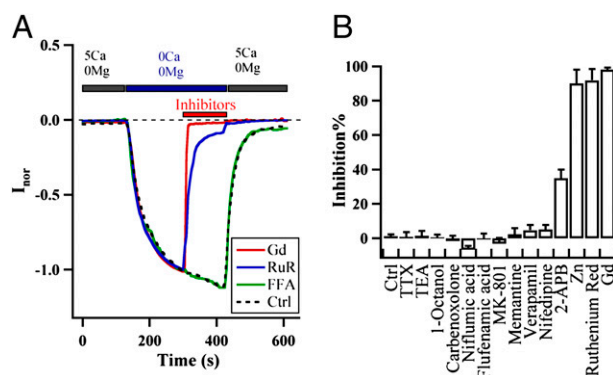 A
5Ca
0Mg
0Ca
0Mg
5Ca
0Mg
Inhibitors
0.0
-0.5
-1.0
Inor
Gd
RuR
FFA
Ctrl
0
200
400
600
Time (s)
B
100
80
60
40
20
0
Inhibition%
Ctrl
TTX
TEA
1-Octanol
Carbenoxolone
Niflumic acid
Flufenamic acid
MK-801
Memantine
Verapamil
Nifedipine
2-APB
Zn
Ruthenium Red
Gd